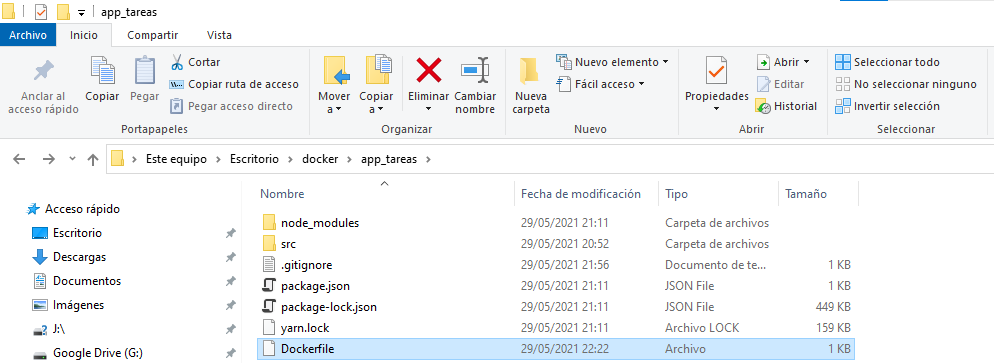 app_tareas
Archivo Inicio Compartir Vista
Anclar al acceso rápido
Copiar
Pegar
Cortar
Copiar ruta de acceso
Pegar acceso directo
Portapapeles
Mover a
Copiar a
Eliminar
Cambiar nombre
Organizar
Nueva carpeta
Nuevo elemento
Fácil acceso
Nuevo
Propiedades
Abrir
Editar
Historial
Abrir
Seleccionar todo
No seleccionar ninguno
Invertir selección
Seleccionar
Este equipo > Escritorio > docker > app_tareas >
Acceso rápido
Escritorio
Descargas
Documentos
Imágenes
J:\
Google Drive (G:)
Nombre Fecha de modificación Tipo Tamaño
node_modules 29/05/2021 21:11 Carpeta de archivos
src 29/05/2021 20:52 Carpeta de archivos
.gitignore 29/05/2021 21:56 Documento de te... 1 KB
package.json 29/05/2021 21:11 JSON File 1 KB
package-lock.json 29/05/2021 21:11 JSON File 449 KB
yarn.lock 29/05/2021 21:11 Archivo LOCK 159 KB
Dockerfile 29/05/2021 22:22 Archivo 1 KB